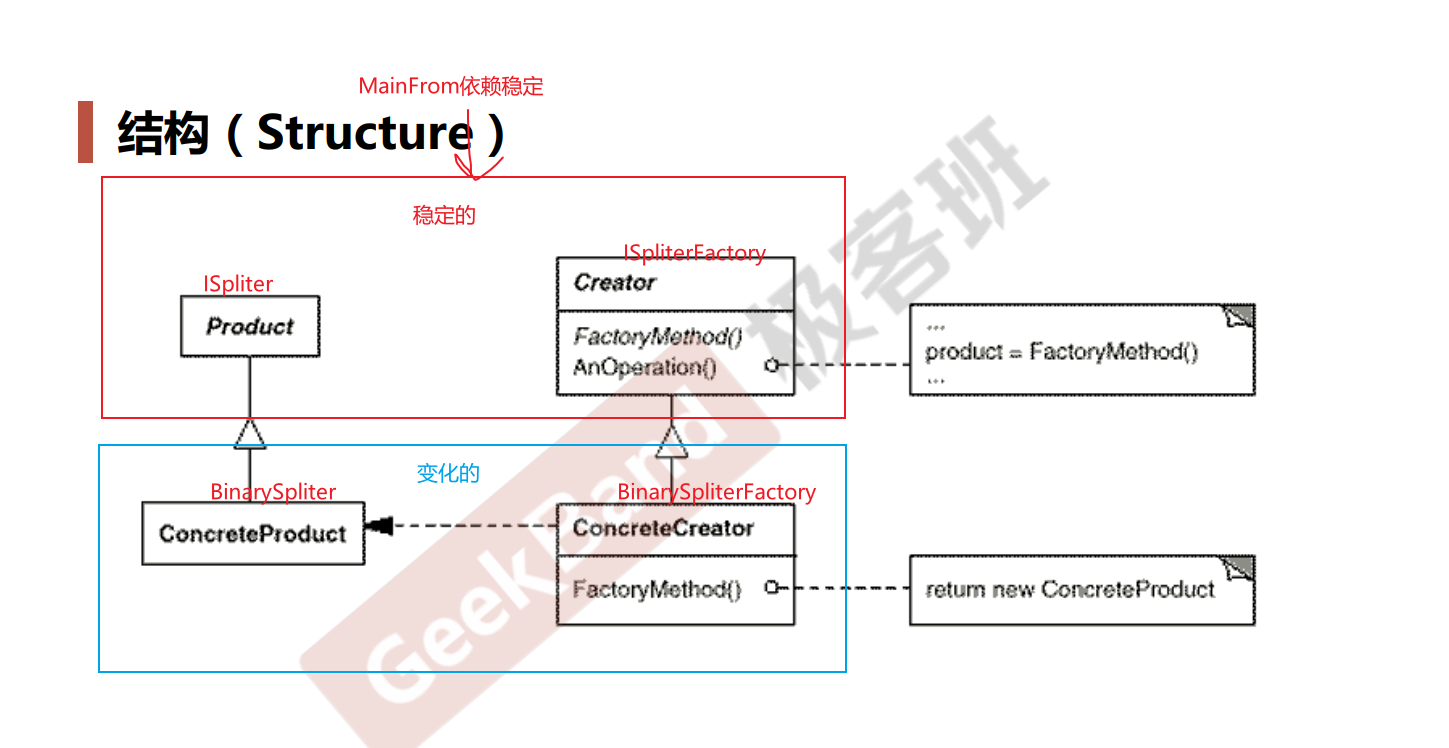 MainFrom依赖稳定
结构（Structure）
稳定的
ISpliterFactory
ISpliter
Creator
Product
FactoryMethod()
AnOperation()
...
product = FactoryMethod()
...
变化的
BinarySpliter
BinarySpliterFactory
ConcreteProduct
ConcreteCreator
FactoryMethod()
return new ConcreteProduct
GeekBand
极客班